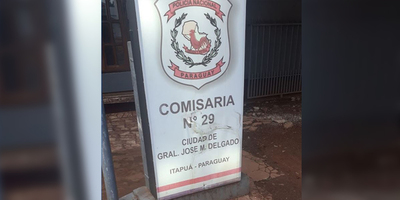 POLICIA NACIONAL
PARAGUAY
COMISARIA
Nº 29
CIUDAD DE
GRAL. JOSE M. DELGADO
ITAPUA - PARAGUAY